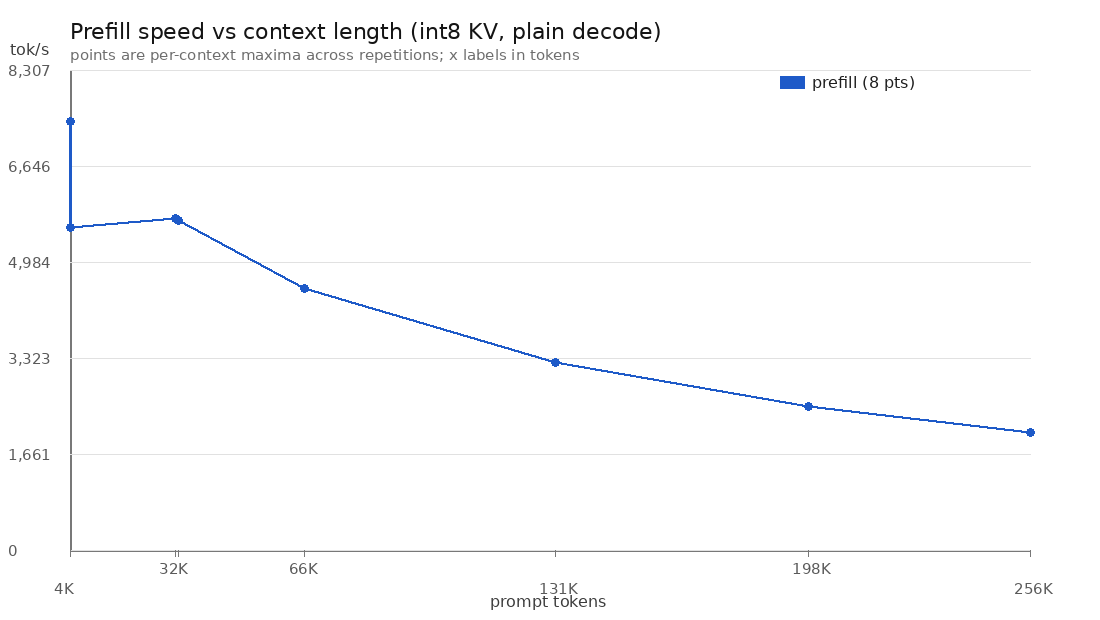 Prefill speed vs context length (int8 KV, plain decode)
tok/s
points are per-context maxima across repetitions; x labels in tokens
8,307
prefill (8 pts)
6,646
4,984
3,323
1,661
0
32K
66K
198K
4K
131K
256K
prompt tokens